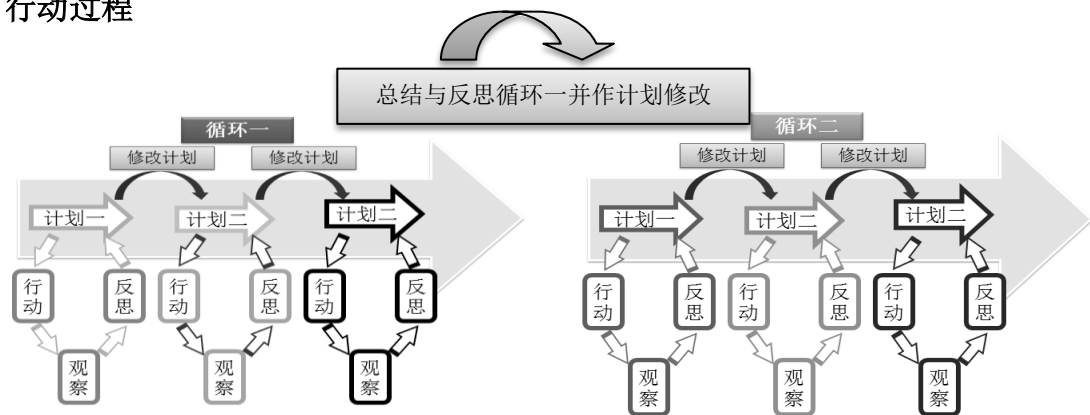 行动过程
总结与反思循环一并作计划修改
循环一
修改计划
修改计划
计划一
计划二
计划二
行动
反思
行动
反思
行动
反思
观察
观察
观察
循环二
修改计划
修改计划
计划一
计划二
计划二
行动
反思
行动
反思
行动
反思
观察
观察
观察